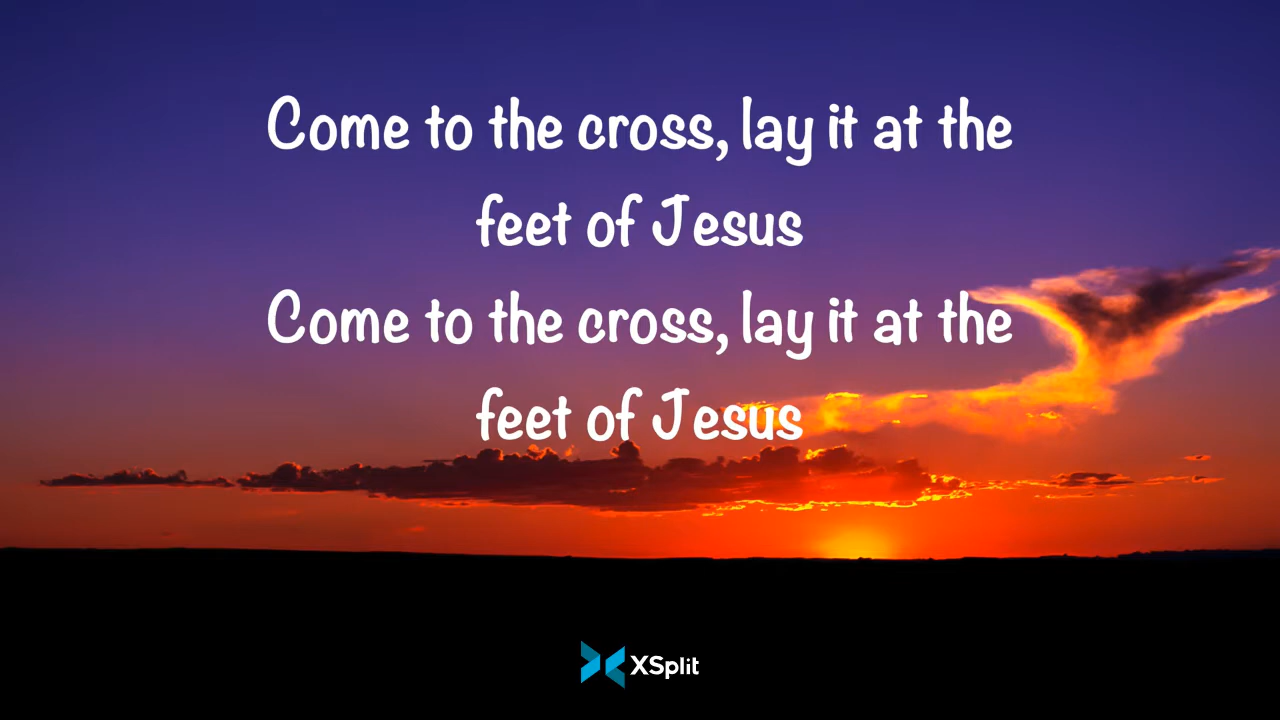 Come to the cross, lay it at the
feet of Jesus
Come to the cross, lay it at the
feet of Jesus
XSplit